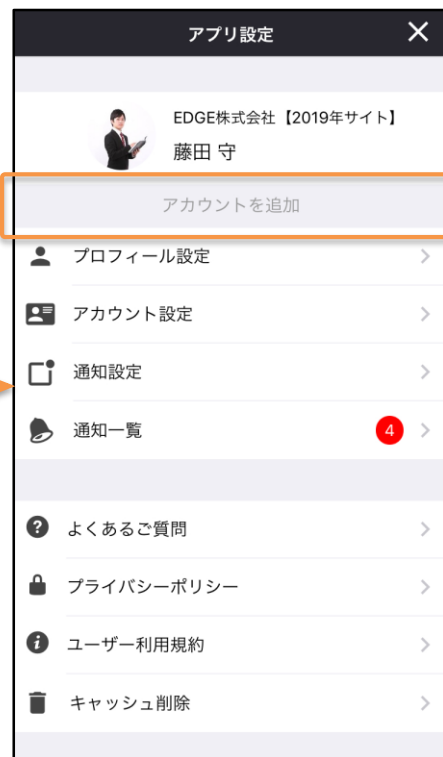 アプリ設定
EDGE株式会社【2019年サイト】
藤田 守
アカウントを追加
プロフィール設定
アカウント設定
通知設定
通知一覧 4
よくあるご質問
プライバシーポリシー
ユーザー利用規約
キャッシュ削除